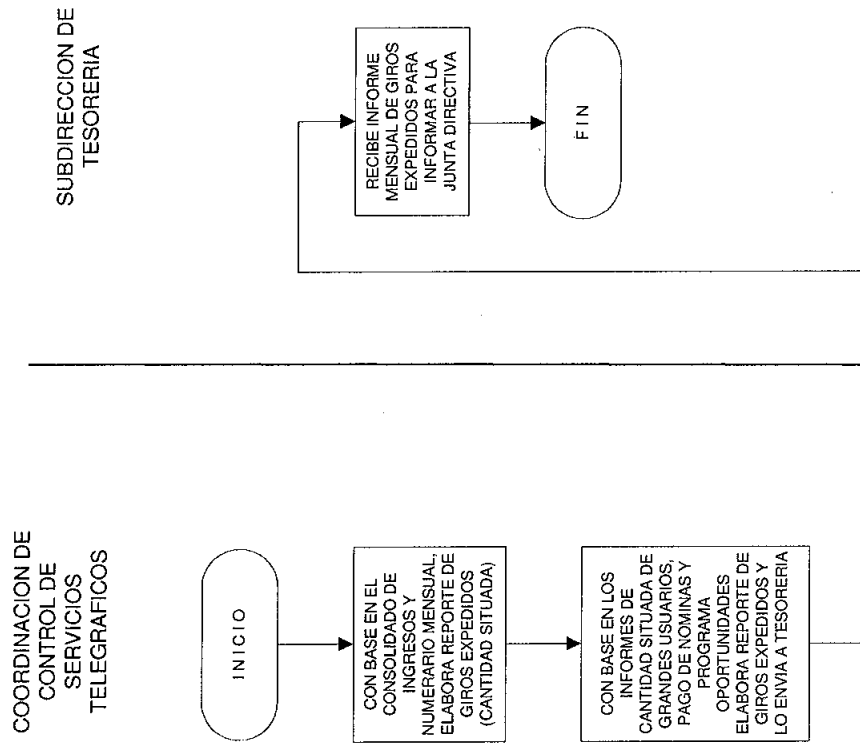 COORDINACION DE
CONTROL DE
SERVICIOS
TELEGRAFICOS
INICIO
CON BASE EN EL
CONSOLIDADO DE
INGRESOS Y
NUMERARIO MENSUAL,
ELABORA REPORTE DE
GIROS EXPEDIDOS
(CANTIDAD SITUADA)
CON BASE EN LOS
INFORMES DE
CANTIDAD SITUADA DE
GRANDES USUARIOS,
PAGO DE NOMINAS Y
PROGRAMA
OPORTUNIDADES
ELABORA REPORTE DE
GIROS EXPEDIDOS Y
LO ENVIA A TESORERIA
SUBDIRECCION DE
TESORERIA
RECIBE INFORME
MENSUAL DE GIROS
EXPEDIDOS PARA
INFORMAR A LA
JUNTA DIRECTIVA
FIN